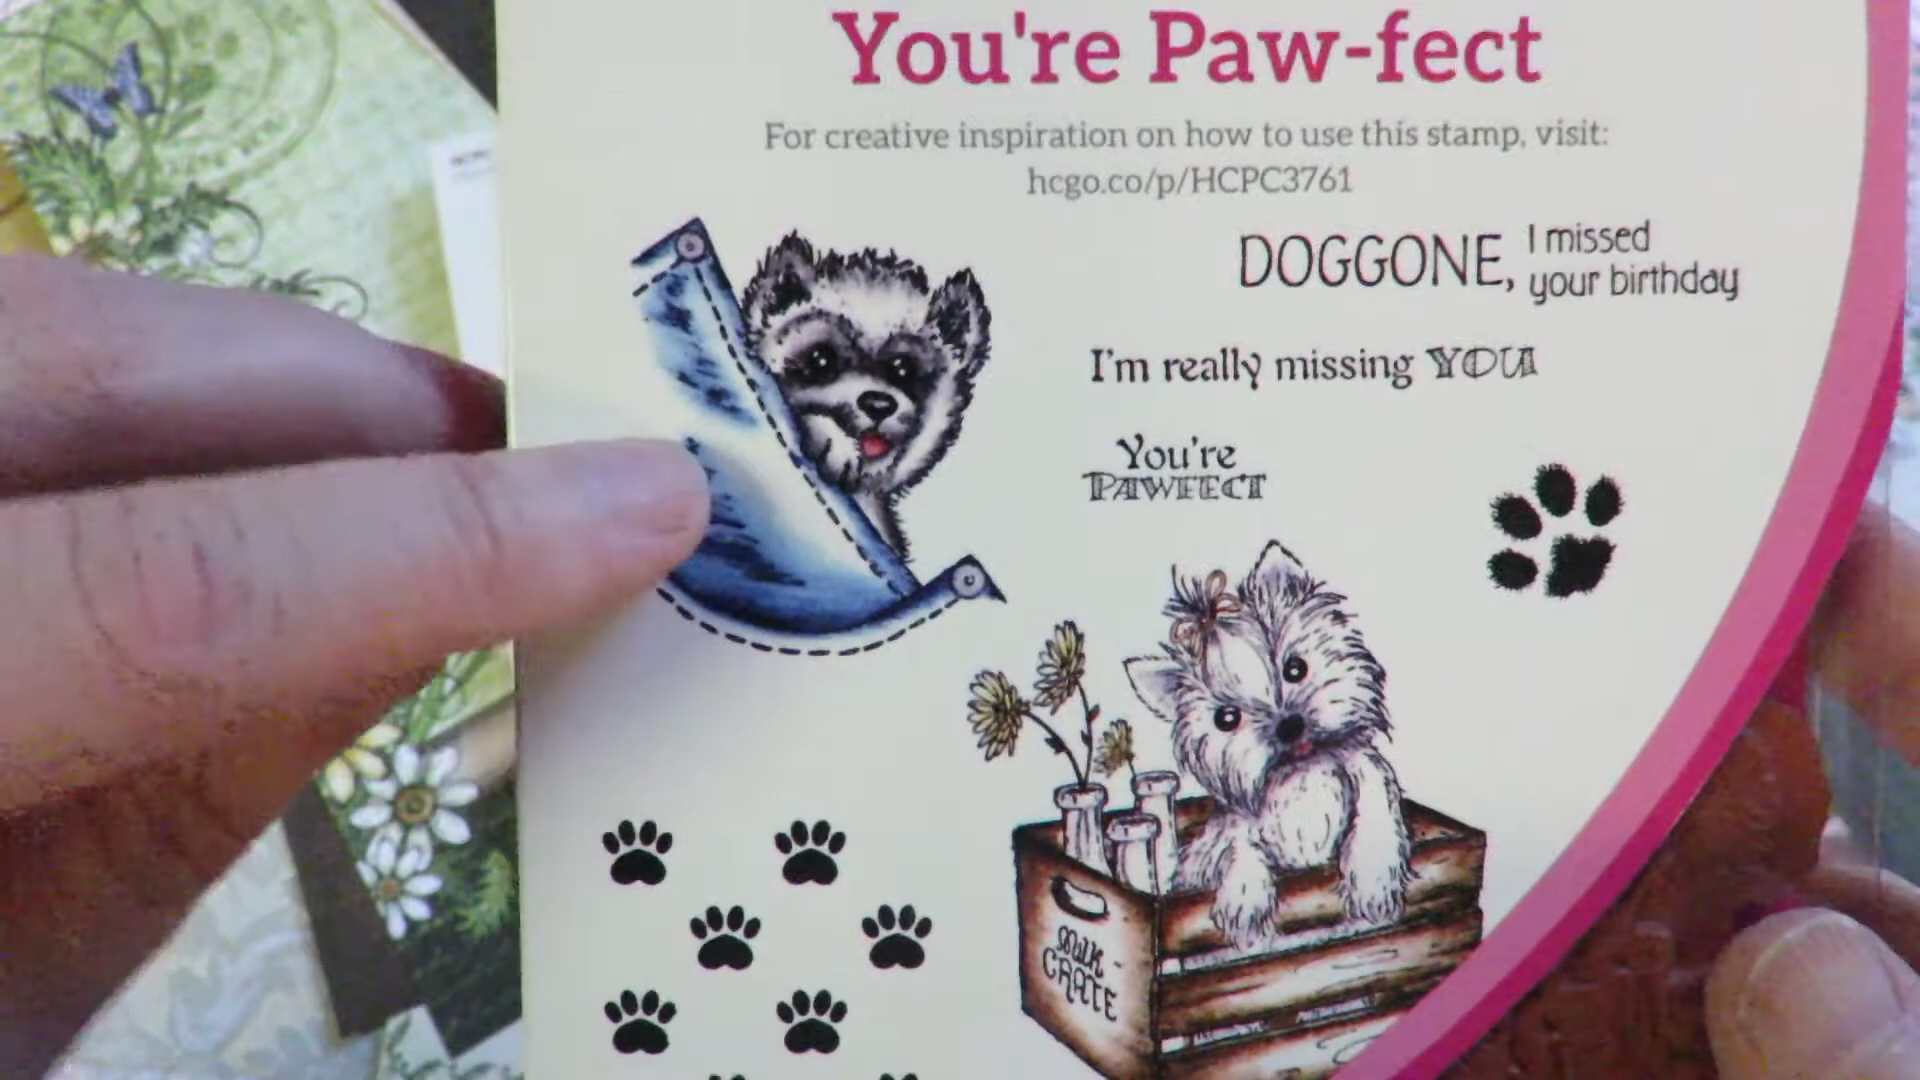 You're Paw-fect
For creative inspiration on how to use this stamp, visit:
hcgo.co/p/HCPC3761
DOGGONE, I missed
your birthday
I'm really missing YOU
You're
PAWFECT
Milk
CRATE